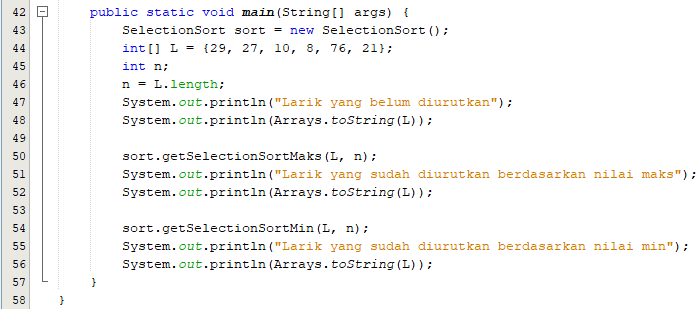 42 public static void main(String[] args) {
43 SelectionSort sort = new SelectionSort();
44 int[] L = {29, 27, 10, 8, 76, 21};
45 int n;
46 n = L.length;
47 System.out.println("Larik yang belum diurutkan");
48 System.out.println(Arrays.toString(L));
49
50 sort.getSelectionSortMaks(L, n);
51 System.out.println("Larik yang sudah diurutkan berdasarkan nilai maks");
52 System.out.println(Arrays.toString(L));
53
54 sort.getSelectionSortMin(L, n);
55 System.out.println("Larik yang sudah diurutkan berdasarkan nilai min");
56 System.out.println(Arrays.toString(L));
57 }
58 }